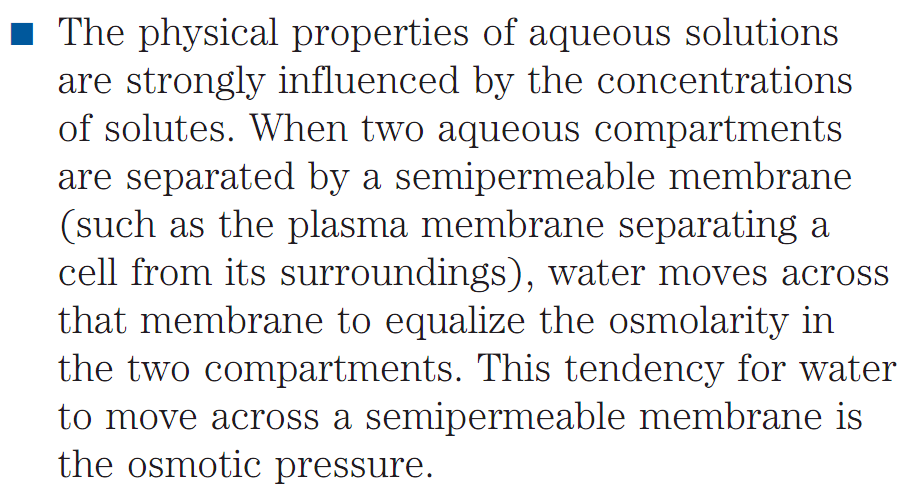 ■ The physical properties of aqueous solutions
are strongly influenced by the concentrations
of solutes. When two aqueous compartments
are separated by a semipermeable membrane
(such as the plasma membrane separating a
cell from its surroundings), water moves across
that membrane to equalize the osmolarity in
the two compartments. This tendency for water
to move across a semipermeable membrane is
the osmotic pressure.